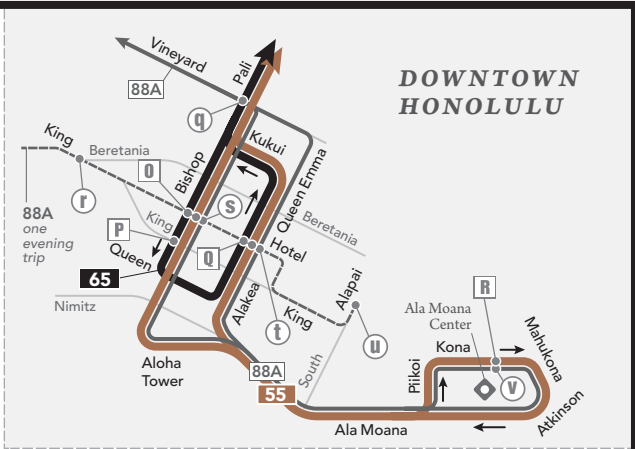 DOWNTOWN
HONOLULU
Vineyard
Pali
88A
q
King
Beretania
Kukui
Bishop
O
r
S
Queen Emma
88A
one
evening
trip
P
King
Q
Beretania
Hotel
Queen
65
Nimitz
Alakea
t
King
Alapai
u
R
Ala Moana
Center
Kona
Mahukona
Aloha
Tower
88A
55
South
Piikoi
V
Atkinson
Ala Moana